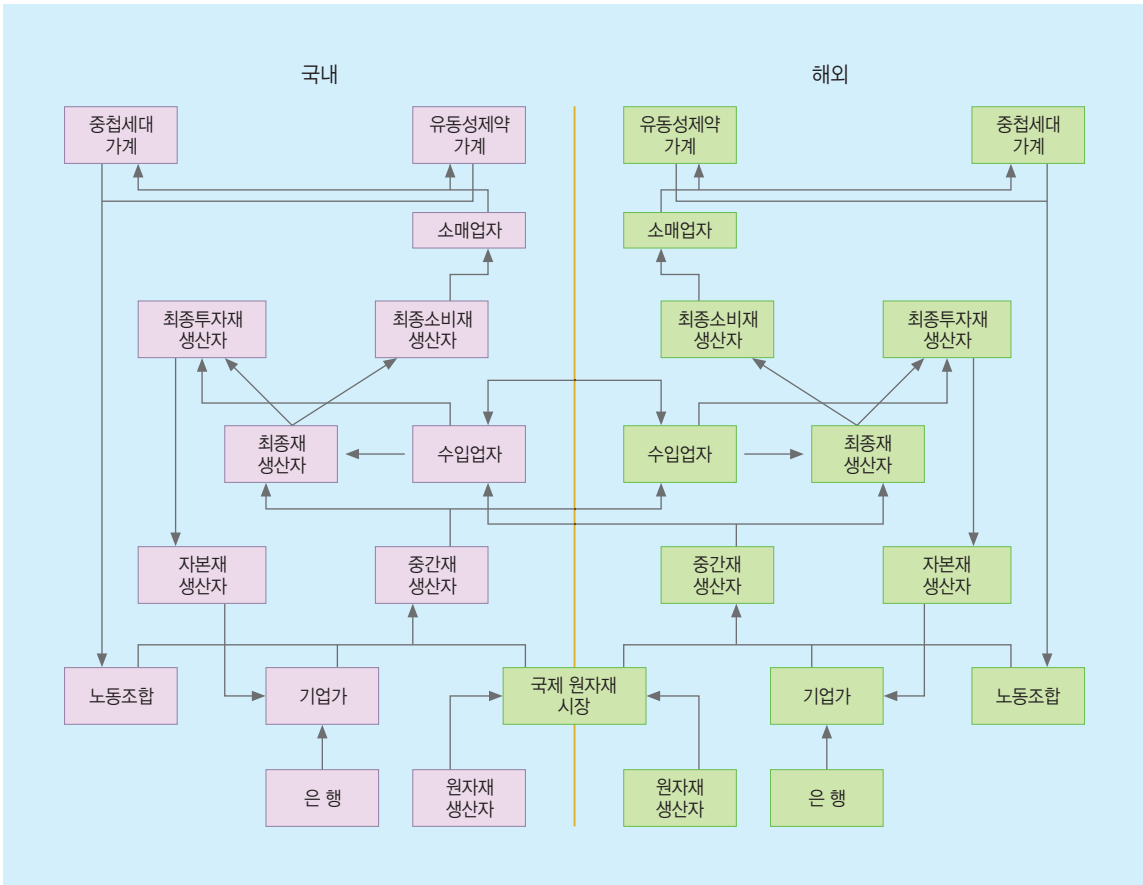 국내
해외
중첩세대
가계
유동성제약
가계
유동성제약
가계
중첩세대
가계
소매업자
소매업자
최종투자재
생산자
최종소비재
생산자
최종소비재
생산자
최종투자재
생산자
최종재
생산자
수입업자
수입업자
최종재
생산자
자본재
생산자
중간재
생산자
중간재
생산자
자본재
생산자
노동조합
기업가
국제 원자재
시장
기업가
노동조합
은 행
원자재
생산자
원자재
생산자
은 행